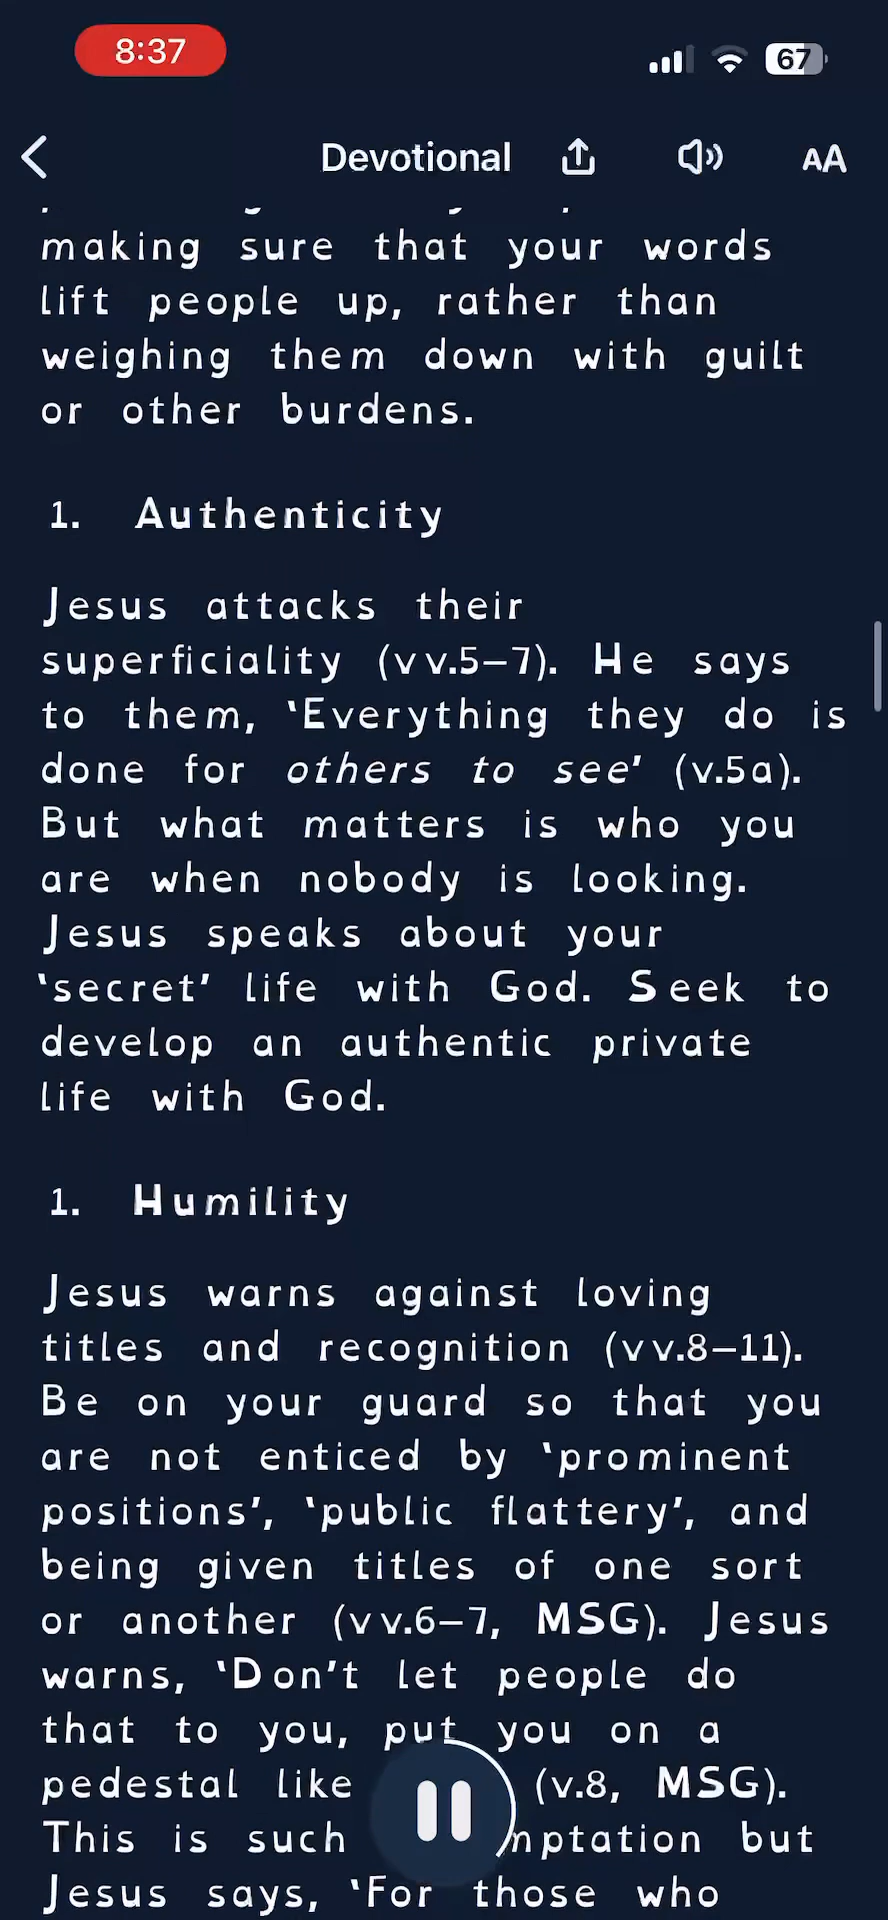 8:37
67
Devotional
AA
making sure that your words
lift people up, rather than
weighing them down with guilt
or other burdens.
1. Authenticity
Jesus attacks their
superficiality (vv.5–7). He says
to them, ‘Everything they do is
done for others to see’ (v.5a).
But what matters is who you
are when nobody is looking.
Jesus speaks about your
‘secret’ life with God. Seek to
develop an authentic private
life with God.
1. Humility
Jesus warns against loving
titles and recognition (vv.8–11).
Be on your guard so that you
are not enticed by ‘prominent
positions’, ‘public flattery’, and
being given titles of one sort
or another (vv.6–7, MSG). Jesus
warns, ‘Don’t let people do
that to you, put you on a
pedestal like (v.8, MSG).
This is such but
Jesus says, ‘For those who